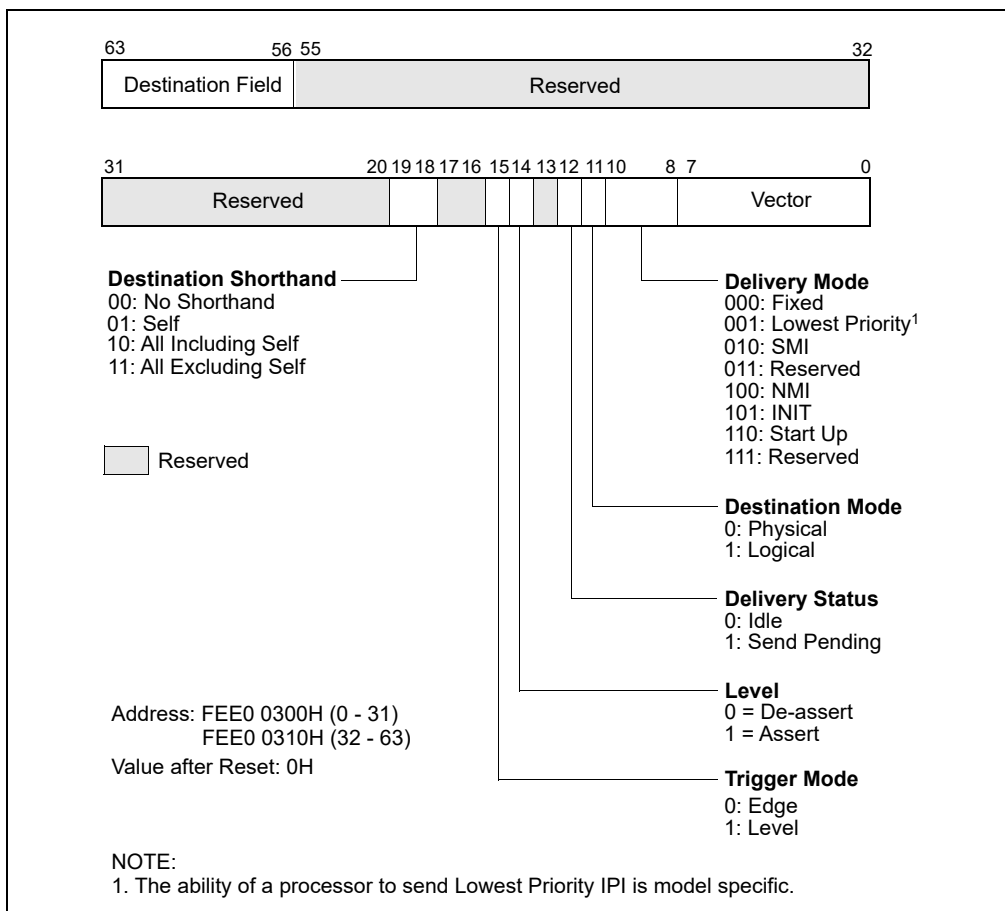 63 56 55 32
Destination Field Reserved
31 20 19 18 17 16 15 14 13 12 11 10 8 7 0
Reserved Vector
Destination Shorthand
00: No Shorthand
01: Self
10: All Including Self
11: All Excluding Self
Reserved
Delivery Mode
000: Fixed
001: Lowest Priority1
010: SMI
011: Reserved
100: NMI
101: INIT
110: Start Up
111: Reserved
Destination Mode
0: Physical
1: Logical
Delivery Status
0: Idle
1: Send Pending
Level
0 = De-assert
1 = Assert
Address: FEE0 0300H (0 - 31)
FEE0 0310H (32 - 63)
Value after Reset: 0H
Trigger Mode
0: Edge
1: Level
NOTE:
1. The ability of a processor to send Lowest Priority IPI is model specific.